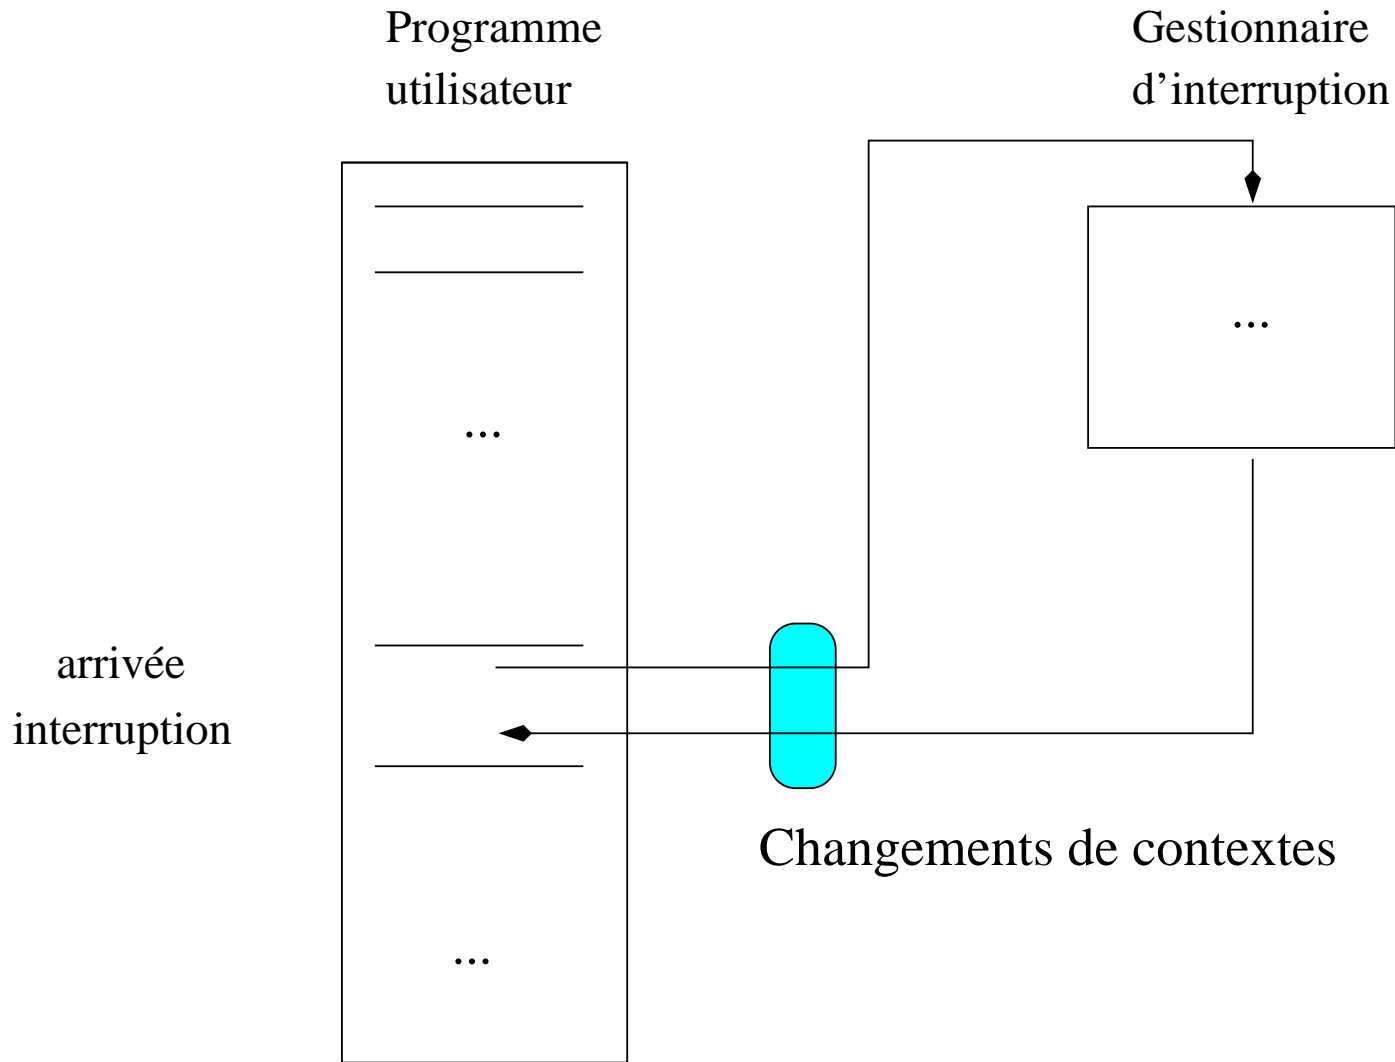 Programme
utilisateur
Gestionnaire
d’interruption
...
...
arrivée
interruption
Changements de contextes
...